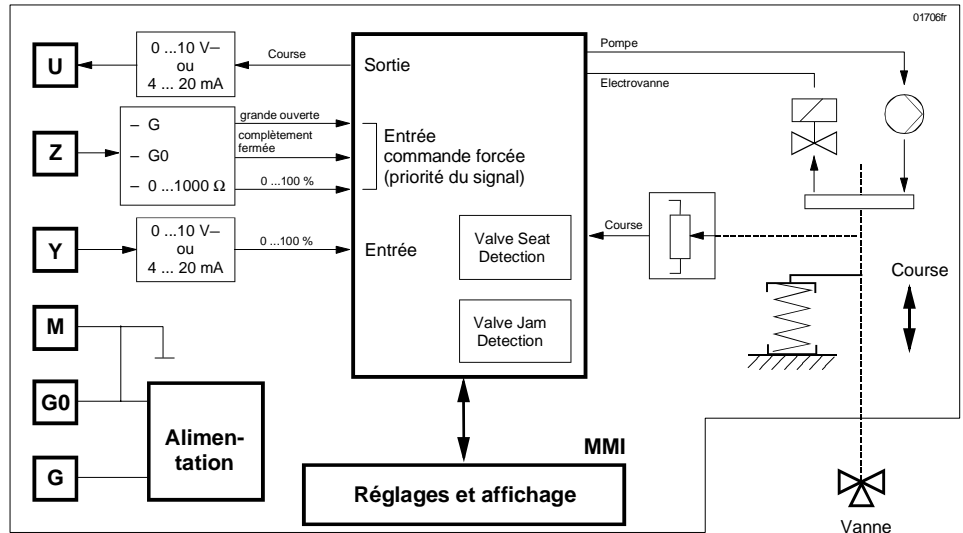 01706fr
U
0 ...10 V–
ou
4 ... 20 mA
Course
Sortie
Z
– G
– G0
– 0 ...1000 Ω
grande ouverte
complètement
fermée
0 ...100 %
Entrée
commande forcée
(priorité du signal)
Y
0 ...10 V–
ou
4 ... 20 mA
0 ...100 %
Entrée
Valve Seat
Detection
Valve Jam
Detection
Pompe
Electrovanne
Course
Course
M
G0
G
Alimen-
tation
MMI
Réglages et affichage
Vanne